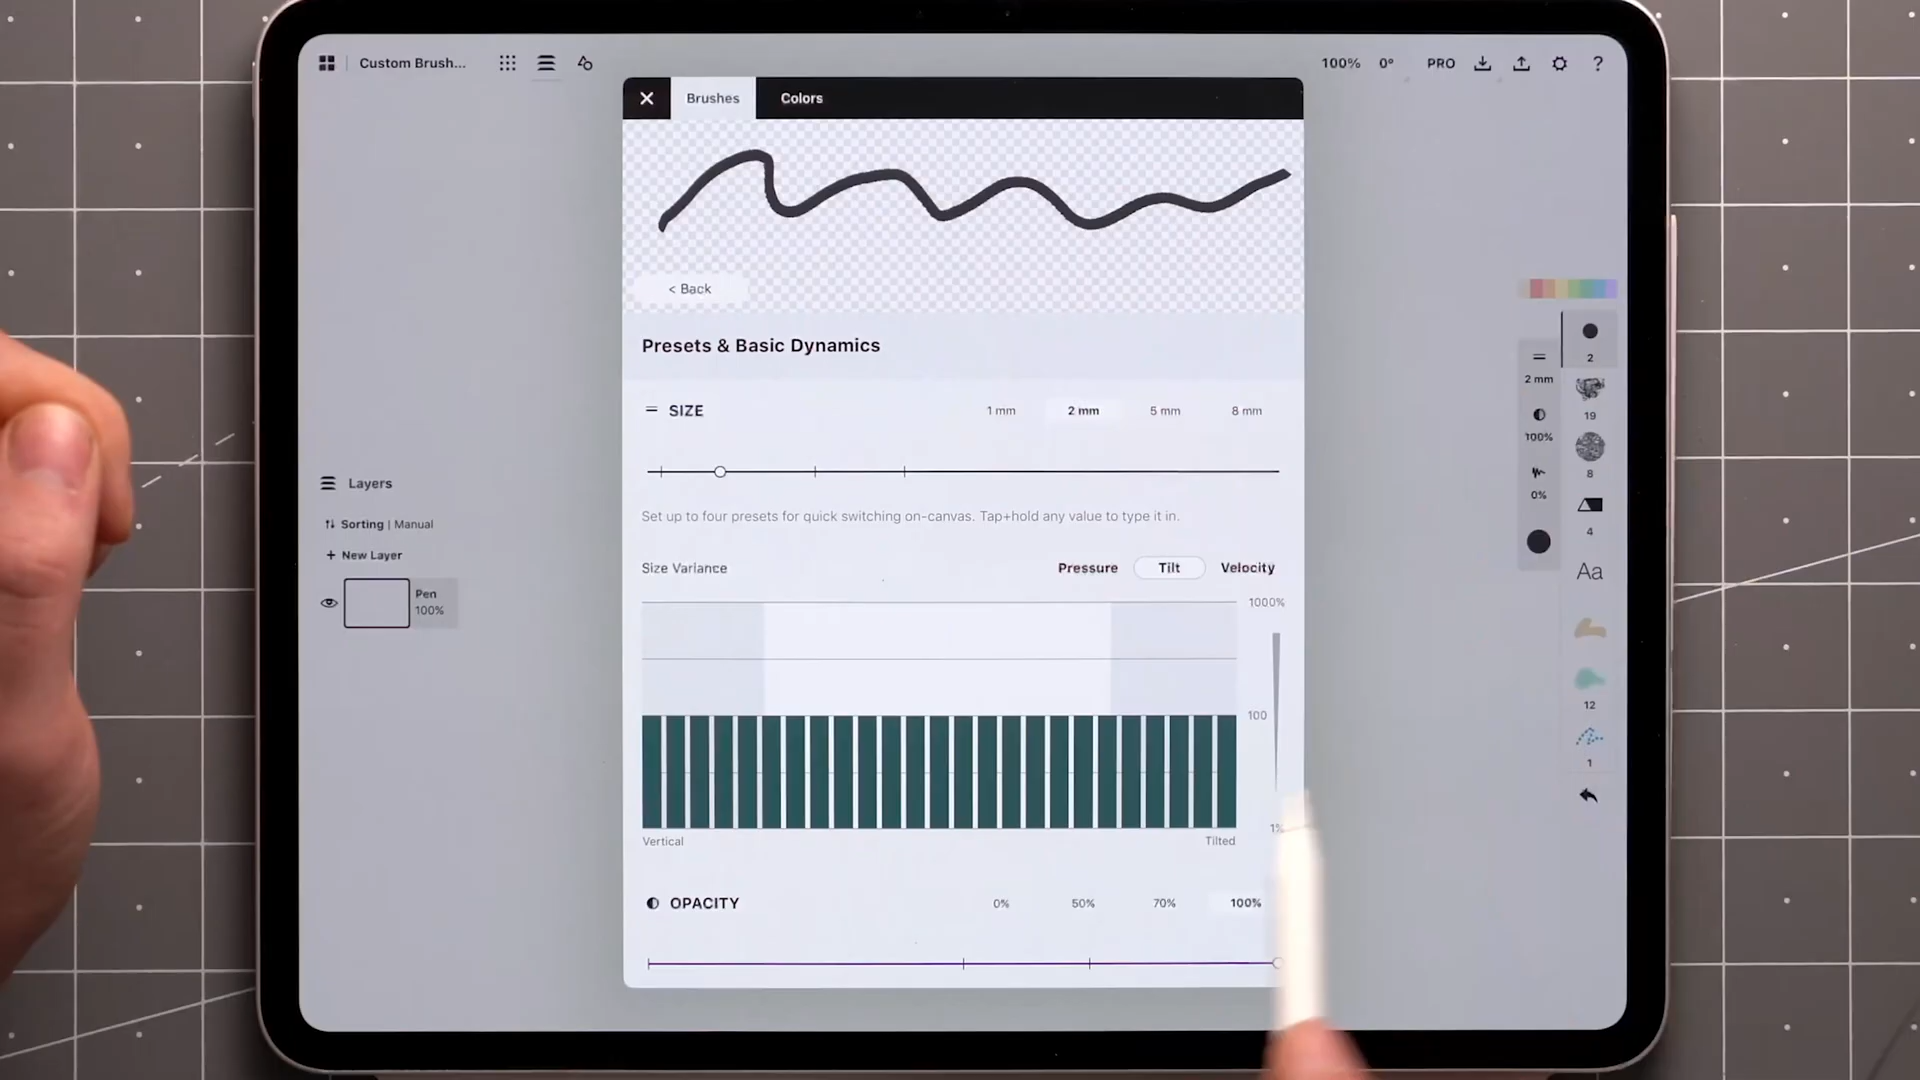 Custom Brush...
100% 0° PRO ?
Brushes Colors
< Back
Presets & Basic Dynamics
SIZE 1 mm 2 mm 5 mm 8 mm
Set up to four presets for quick switching on-canvas. Tap+hold any value to type it in.
Size Variance Pressure Tilt Velocity
1000%
100
1%
Vertical Tilted
OPACITY 0% 50% 70% 100%
Layers
Sorting | Manual
+ New Layer
Pen
100%
2 mm
100%
0%
2
19
8
4
Aa
12
1